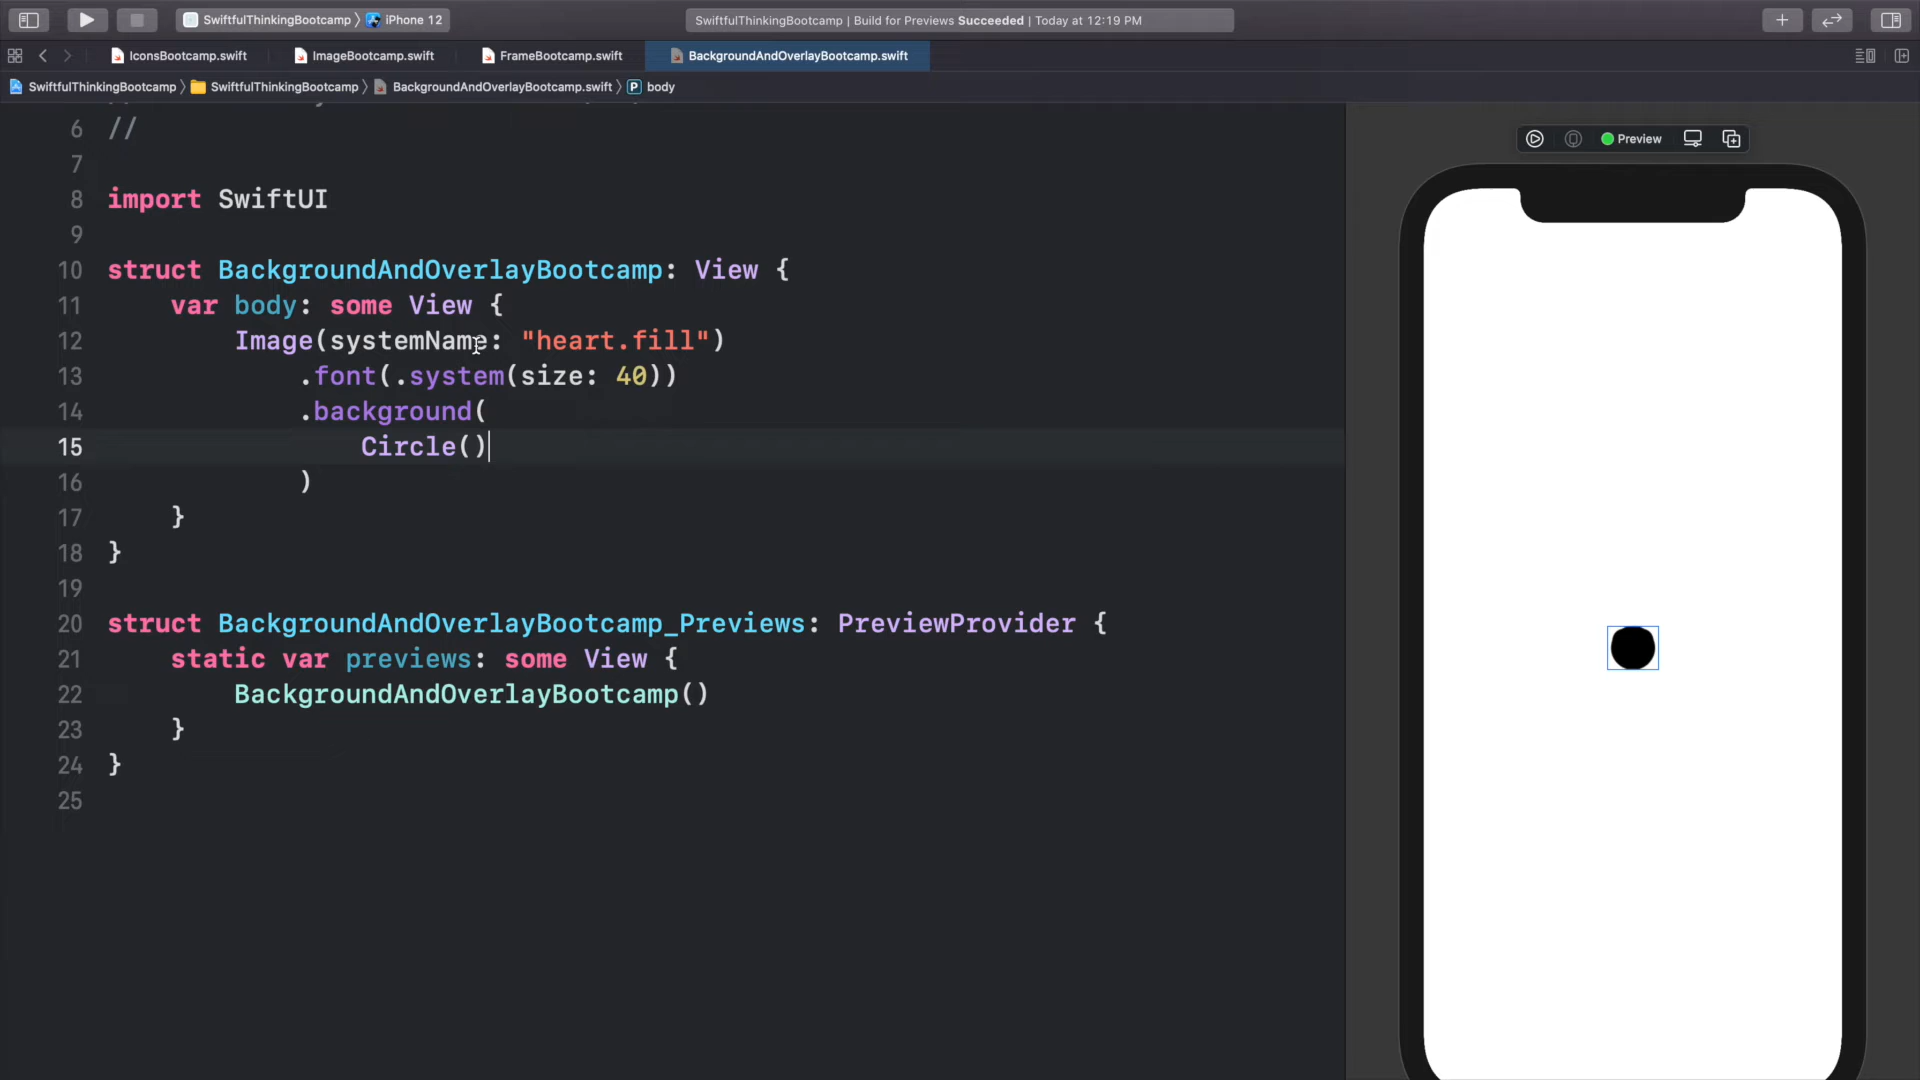 SwiftfulThinkingBootcamp 〉 iPhone 12
SwiftfulThinkingBootcamp | Build for Previews Succeeded | Today at 12:19 PM
IconsBootcamp.swift
ImageBootcamp.swift
FrameBootcamp.swift
BackgroundAndOverlayBootcamp.swift
SwiftfulThinkingBootcamp 〉 SwiftfulThinkingBootcamp 〉 BackgroundAndOverlayBootcamp.swift 〉 P body
Preview
6 //
7
8 import SwiftUI
9
10 struct BackgroundAndOverlayBootcamp: View {
11 var body: some View {
12 Image(systemName: "heart.fill")
13 .font(.system(size: 40))
14 .background(
15 Circle()
16 )
17 }
18 }
19
20 struct BackgroundAndOverlayBootcamp_Previews: PreviewProvider {
21 static var previews: some View {
22 BackgroundAndOverlayBootcamp()
23 }
24 }
25